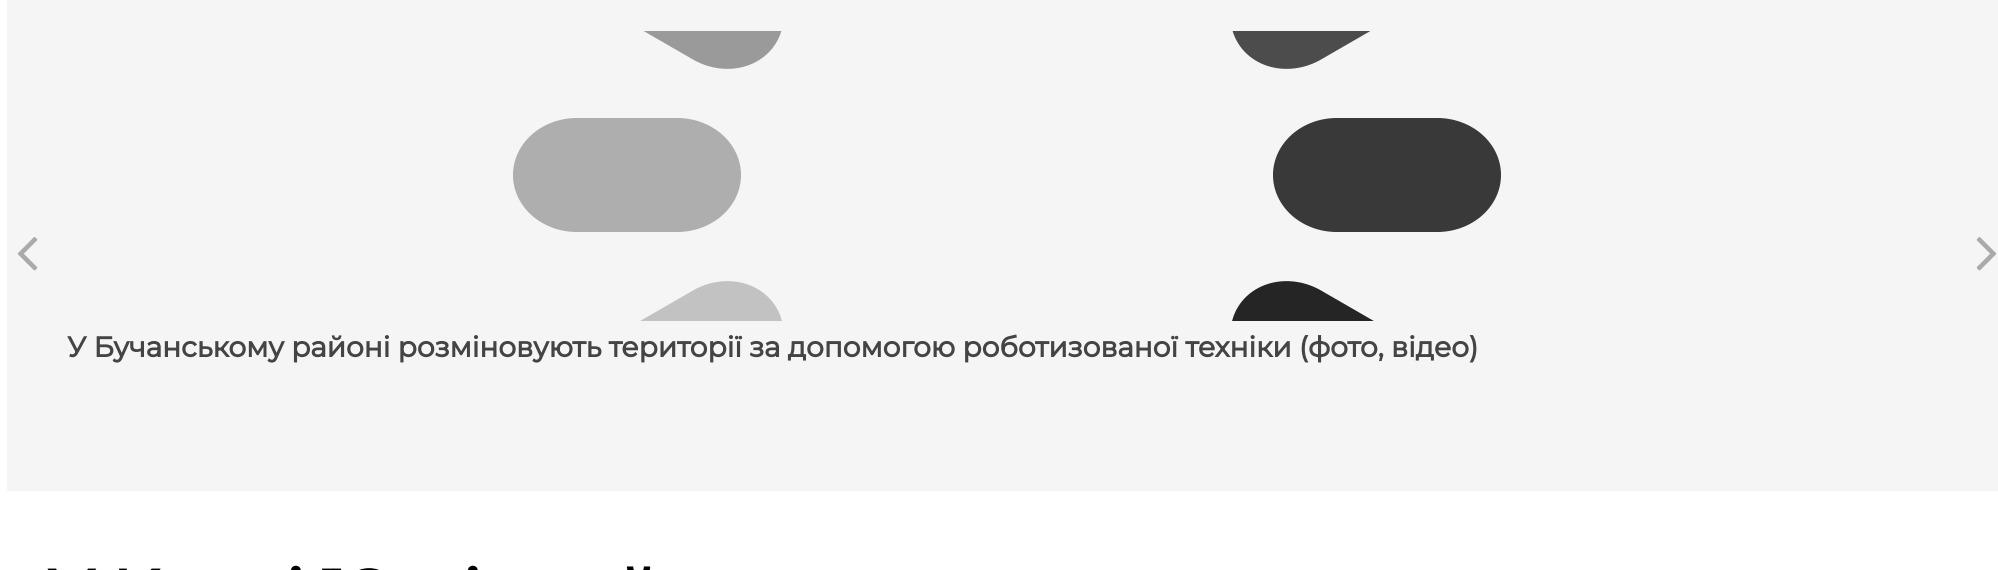 У Бучанському районі розміновують території за допомогою роботизованої техніки (фото, відео)